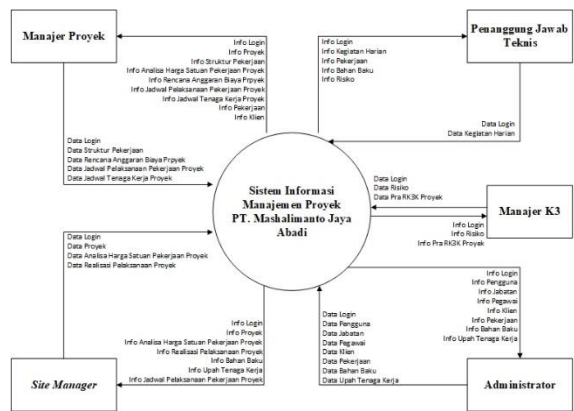 Manajer Proyek
Info Login
Info Proyek
Info Struktur Pekerjaan
Info Analisa Harga Satuan Pekerjaan Proyek
Info Rencana Anggaran Biaya Proyek
Info Jadwal Pelaksanaan Pekerjaan Proyek
Info Jadwal Tenaga Kerja Proyek
Info Pekerjaan
Info Klien
Info Login
Info Kegiatan Harian
Info Pekerjaan
Info Bahan Baku
Info Risiko
Penanggung Jawab
Teknis
Data Login
Data Kegiatan Harian
Data Login
Data Struktur Pekerjaan
Data Rencana Anggaran Biaya Prpyek
Data Jadwal Pelaksanaan Pekerjaan Proyek
Data Jadwal Tenaga Kerja Proyek
Sistem Informasi
Manajemen Proyek
PT. Mashalimanto Jaya
Abadi
Data Login
Data Risiko
Data Pra RK3K Proyek
Manajer K3
Info Login
Info Risiko
Info Pra RK3K Proyek
Data Login
Data Proyek
Data Analisa Harga Satuan Pekerjaan Proyek
Data Realisasi Pelaksanaan Proyek
Info Login
Info Pengguna
Info Jabatan
Info Pegawai
Info Klien
Info Pekerjaan
Info Bahan Baku
Info Upah Tenaga Kerja
Info Login
Info Proyek
Info Analisa Harga Satuan Pekerjaan Proyek
Info Realisasi Pelaksanaan Proyek
Info Bahan Baku
Info Upah Tenaga Kerja
Info Jadwal Pelaksanaan Pekerjaan Proyek
Data Login
Data Pengguna
Data Jabatan
Data Pegawai
Data Klien
Data Pekerjaan
Data Bahan Baku
Data Upah Tenaga Kerja
Site Manager
Administrator